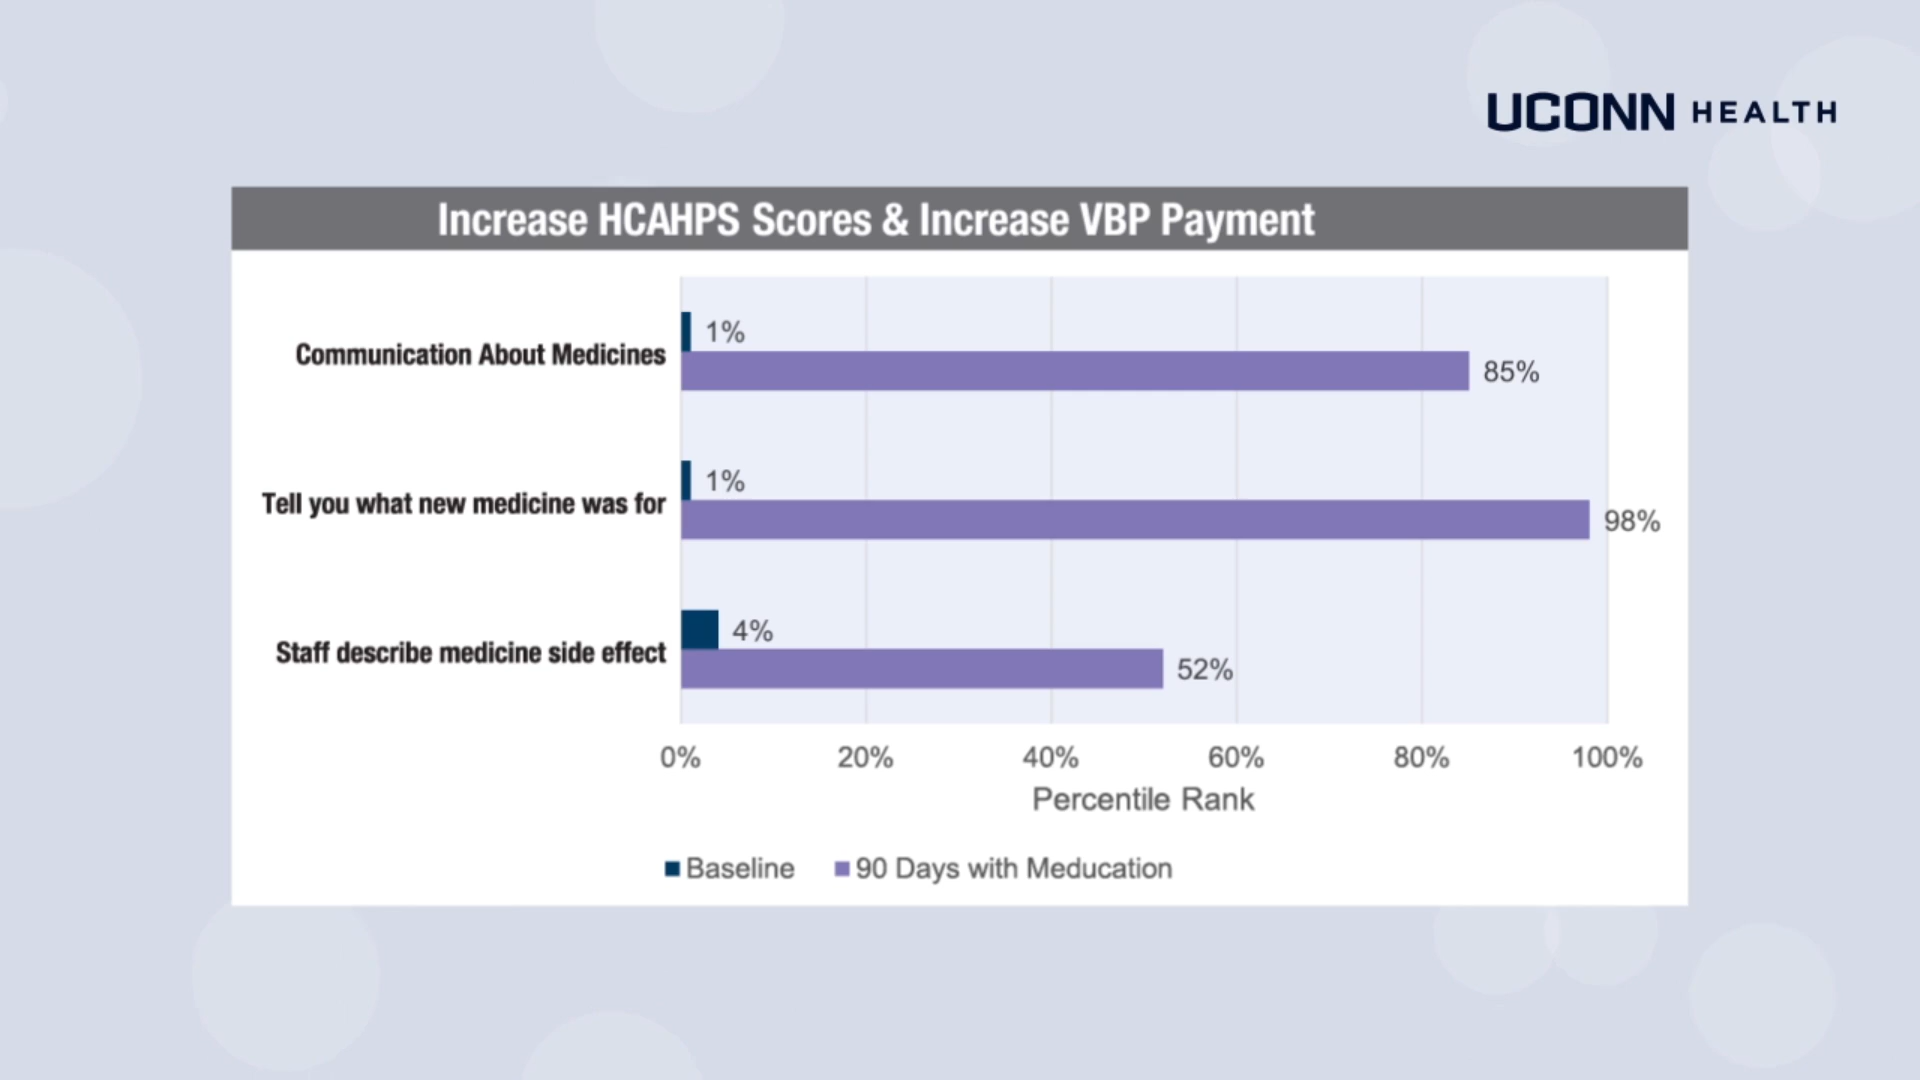 UCONN HEALTH
Increase HCAHPS Scores & Increase VBP Payment
Communication About Medicines
1%
85%
Tell you what new medicine was for
1%
98%
Staff describe medicine side effect
4%
52%
0% 20% 40% 60% 80% 100%
Percentile Rank
Baseline 90 Days with Meducation